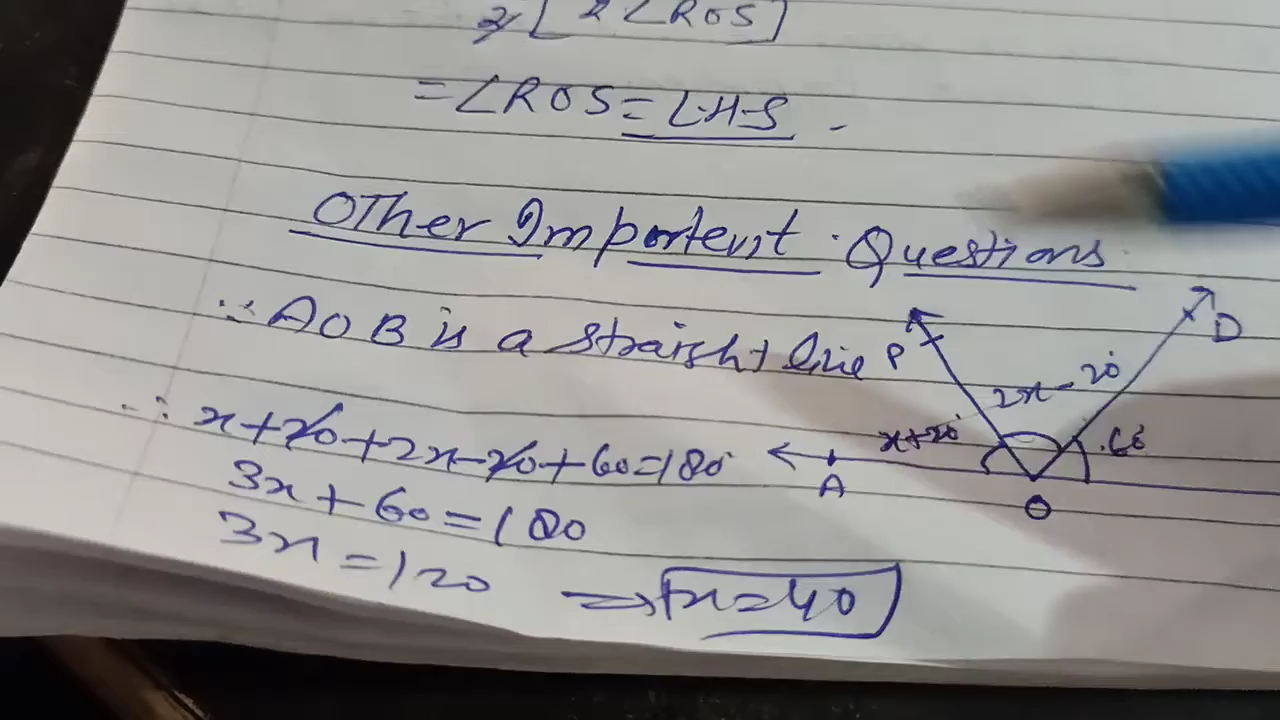 2[2∠ROS]
=∠ROS=L·H·S
Other Importent Questions
∵ AOB is a straight line
∴ x+20+2x-20+60=180°
3x+60=180
3x=120 ⇒ x=40
P
D
2x-20°
x+20°
60°
A
O